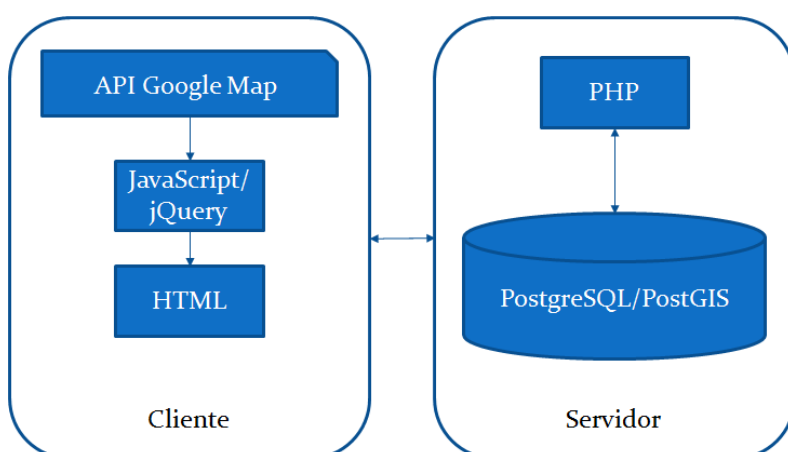 API Google Map
JavaScript/
jQuery
HTML
Cliente
PHP
PostgreSQL/PostGIS
Servidor